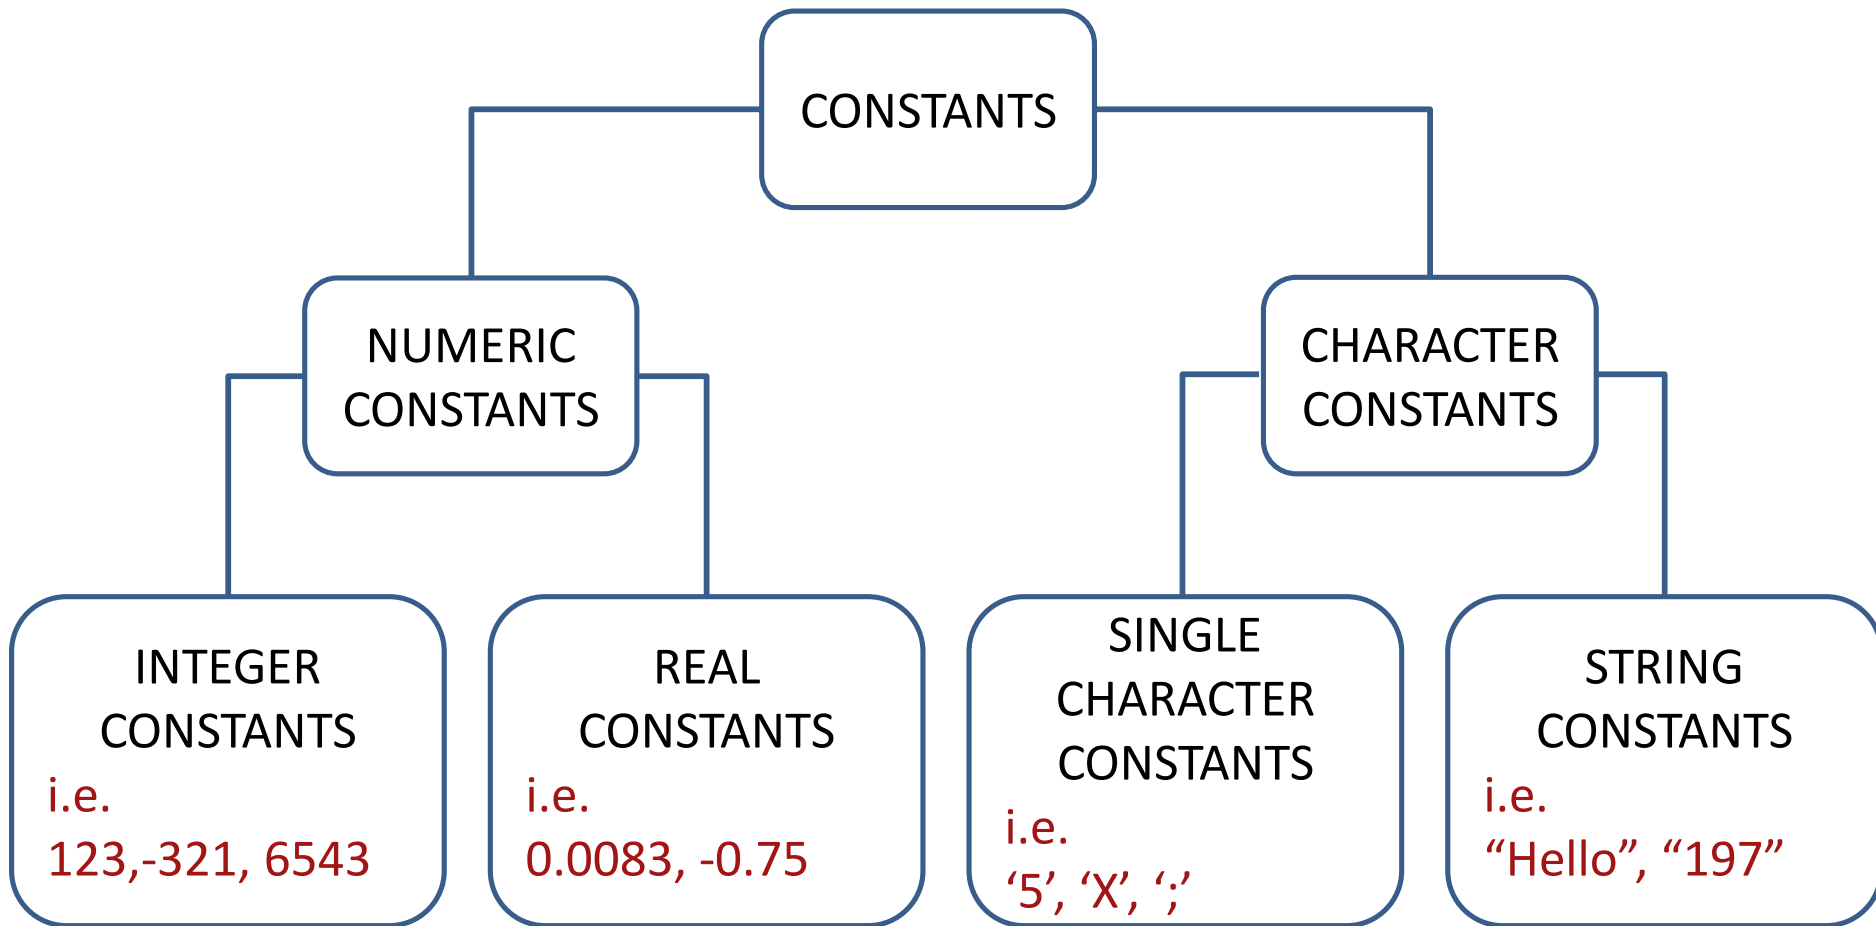 CONSTANTS
NUMERIC
CONSTANTS
CHARACTER
CONSTANTS
INTEGER
CONSTANTS
i.e.
123,-321, 6543
REAL
CONSTANTS
i.e.
0.0083, -0.75
SINGLE
CHARACTER
CONSTANTS
i.e.
‘5’, ‘X’, ‘;’
STRING
CONSTANTS
i.e.
“Hello”, “197”